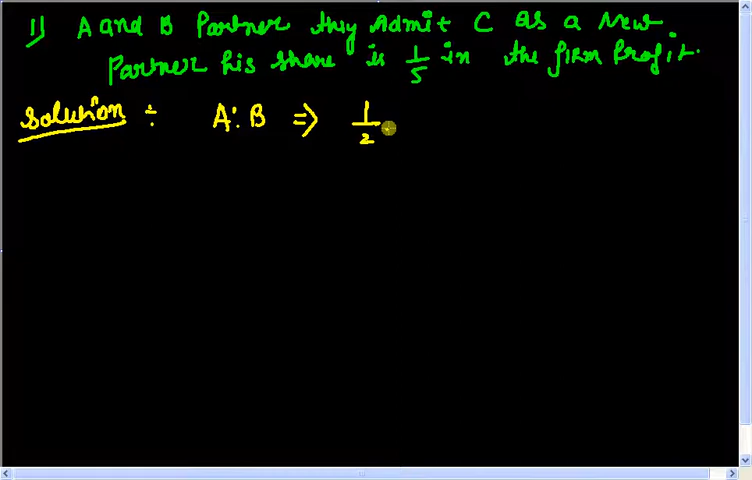 1) A and B Partner they Admit C as a New
Partner his share is 1/5 in the firm Profit.
Solution ÷ A : B ⇒ 1/2